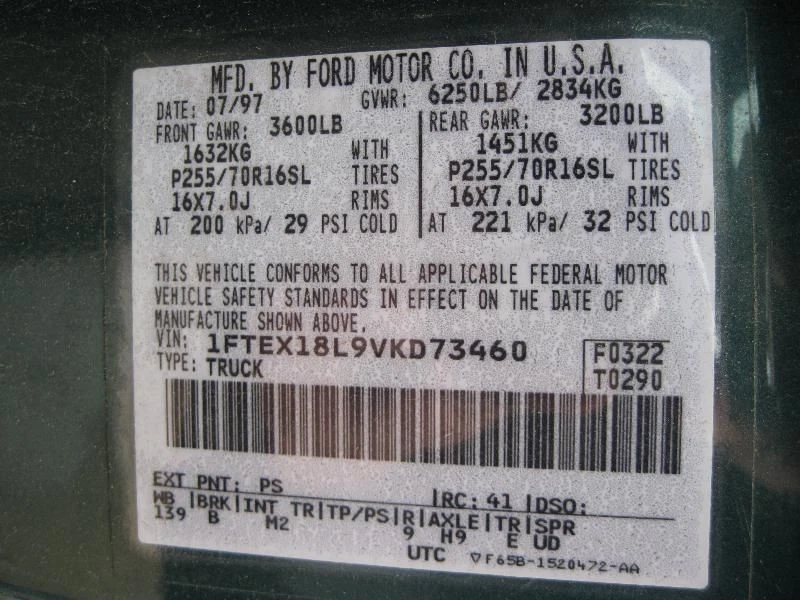 MFD. BY FORD MOTOR CO. IN U.S.A.
DATE: 07/97 GVWR: 6250LB/ 2834KG
FRONT GAWR: 3600LB REAR GAWR: 3200LB
1632KG WITH 1451KG WITH
P255/70R16SL TIRES P255/70R16SL TIRES
16X7.0J RIMS 16X7.0J RIMS
AT 200 kPa/ 29 PSI COLD AT 221 kPa/ 32 PSI COLD
THIS VEHICLE CONFORMS TO ALL APPLICABLE FEDERAL MOTOR
VEHICLE SAFETY STANDARDS IN EFFECT ON THE DATE OF
MANUFACTURE SHOWN ABOVE.
VIN: 1FTEX18L9VKD73460 F0322
TYPE: TRUCK T0290
EXT PNT: PS RC: 41 DSO:
WB |BRK|INT TR|TP/PS|R|AXLE|TR|SPR
139 B M2 9 H9 E UD
UTC ▽F65B-1520472-AA